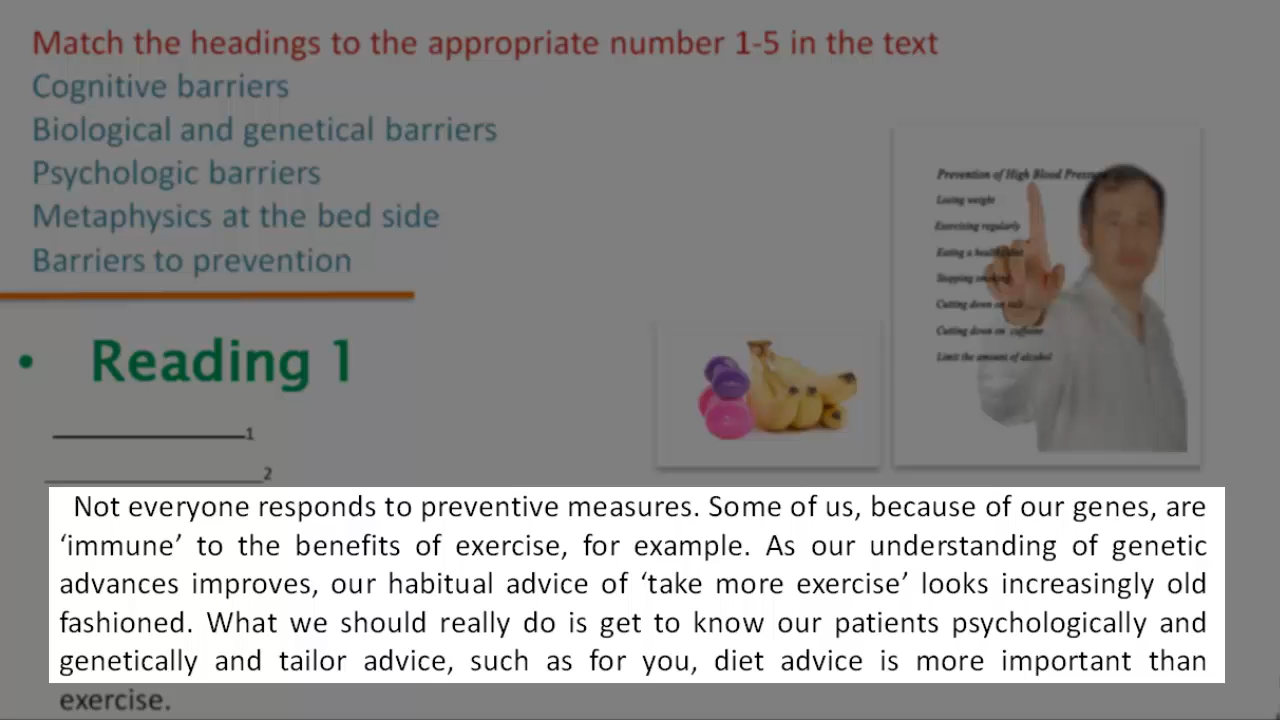 Match the headings to the appropriate number 1-5 in the text
Cognitive barriers
Biological and genetical barriers
Psychologic barriers
Metaphysics at the bed side
Barriers to prevention
Prevention of High Blood
Losing weight
Exercising regularly
Eating a
Stopping
Cutting down on
Cutting down on caffeine
Limit the amount of alcohol
• Reading 1
1
2
Not everyone responds to preventive measures. Some of us, because of our genes, are
‘immune’ to the benefits of exercise, for example. As our understanding of genetic
advances improves, our habitual advice of ‘take more exercise’ looks increasingly old
fashioned. What we should really do is get to know our patients psychologically and
genetically and tailor advice, such as for you, diet advice is more important than
exercise.